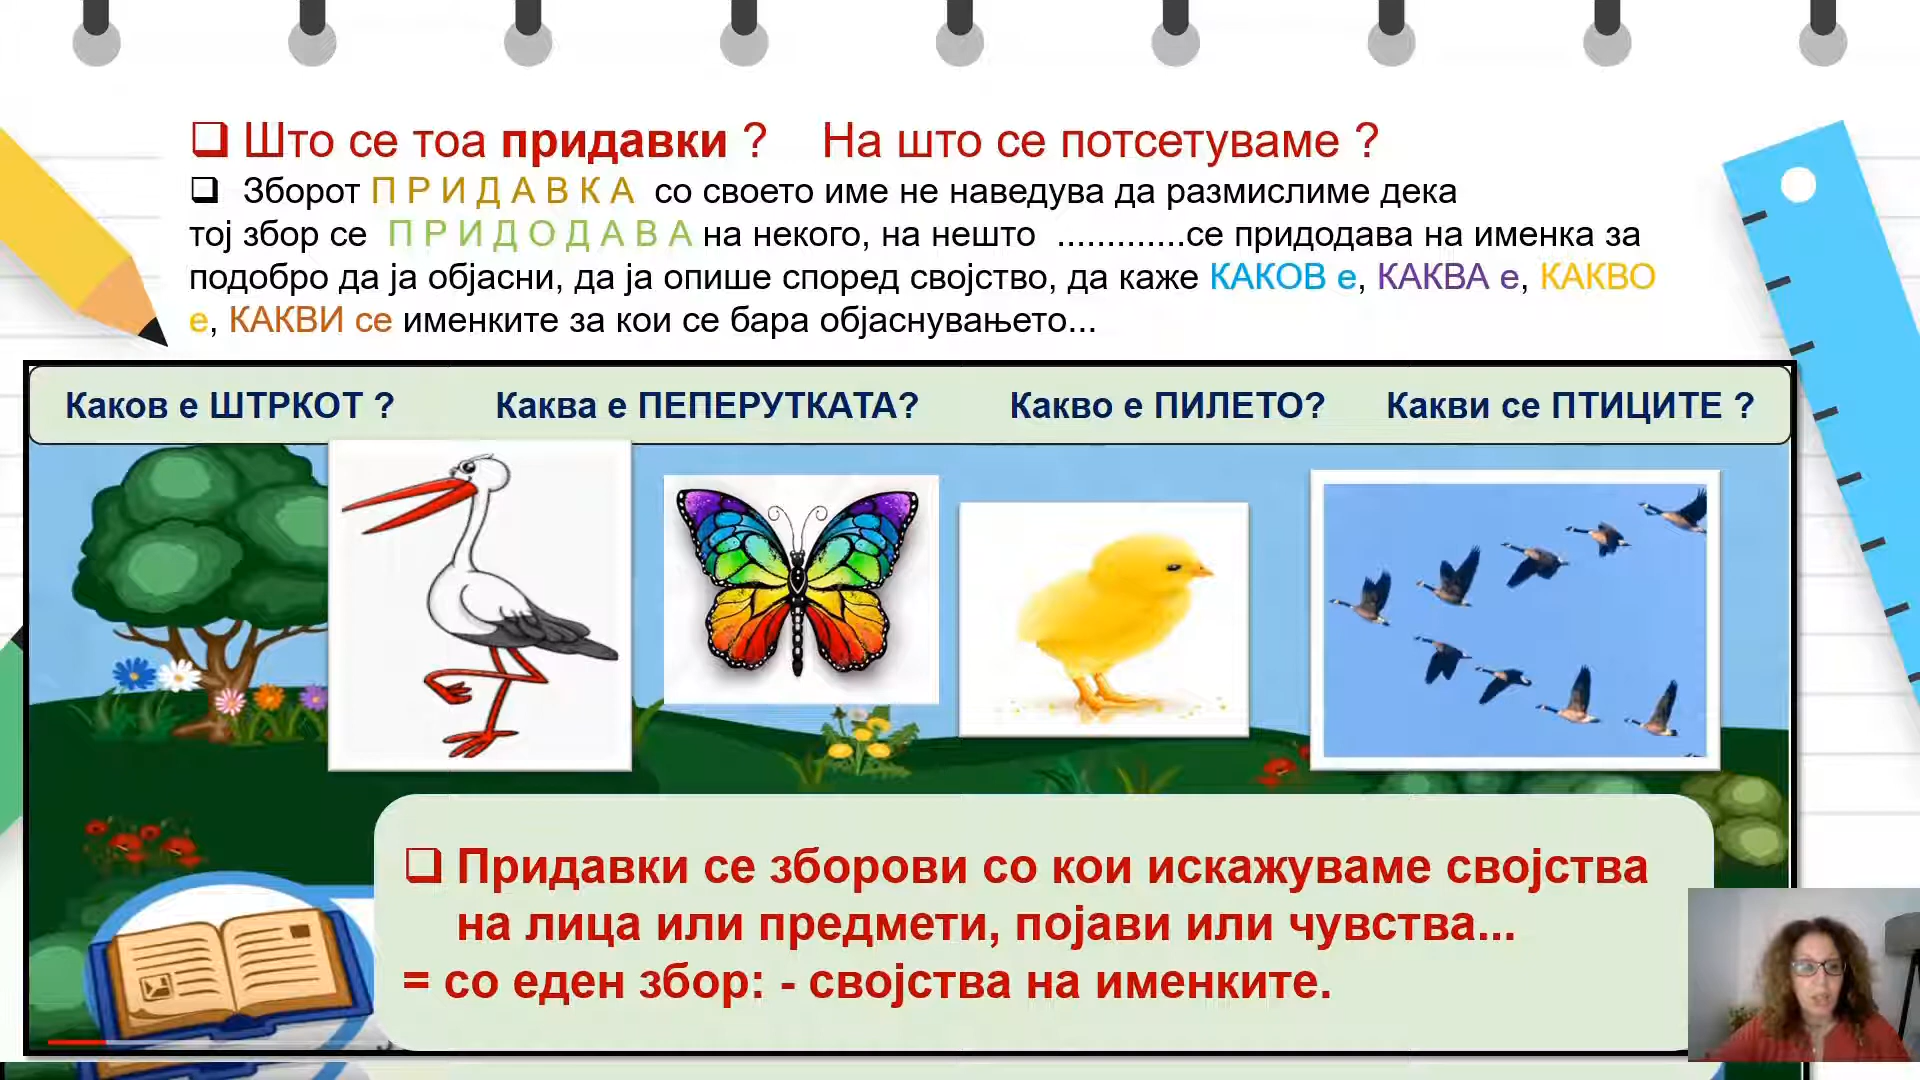 Што се тоа придавки ? На што се потсетуваме ?
Зборот П Р И Д А В К А со своето име не наведува да размислиме дека
тој збор се П Р И Д О Д А В А на некого, на нешто .............се придодава на именка за
подобро да ја објасни, да ја опише според својство, да каже КАКОВ е, КАКВА е, КАКВО
е, КАКВИ се именките за кои се бара објаснувањето...
Каков е ШТРКОТ ? Каква е ПЕПЕРУТКАТА? Какво е ПИЛЕТО? Какви се ПТИЦИТЕ ?
Придавки се зборови со кои искажуваме својства
на лица или предмети, појави или чувства...
= со еден збор: - својства на именките.